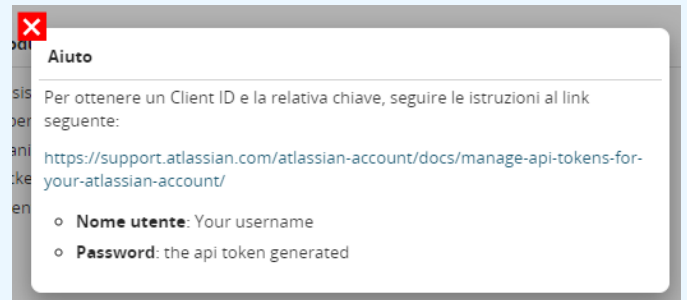 Aiuto
Per ottenere un Client ID e la relativa chiave, seguire le istruzioni al link
seguente:
https://support.atlassian.com/atlassian-account/docs/manage-api-tokens-for-
your-atlassian-account/
Nome utente: Your username
Password: the api token generated